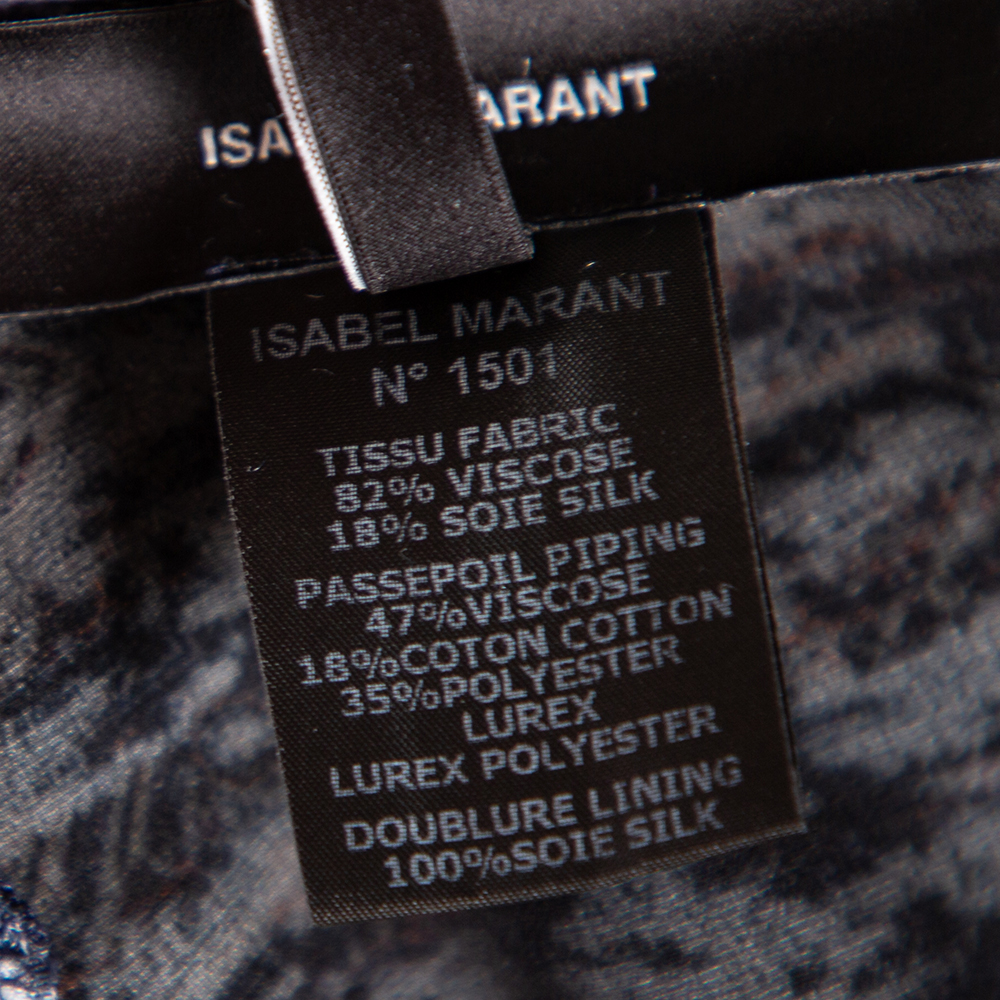 ISA ARANT
ISABEL MARANT
N° 1501
TISSU FABRIC
82% VISCOSE
18% SOIE SILK
PASSEPOIL PIPING
47%VISCOSE
18%COTON COTTON
35%POLYESTER
LUREX
LUREX POLYESTER
DOUBLURE LINING
100%SOIE SILK